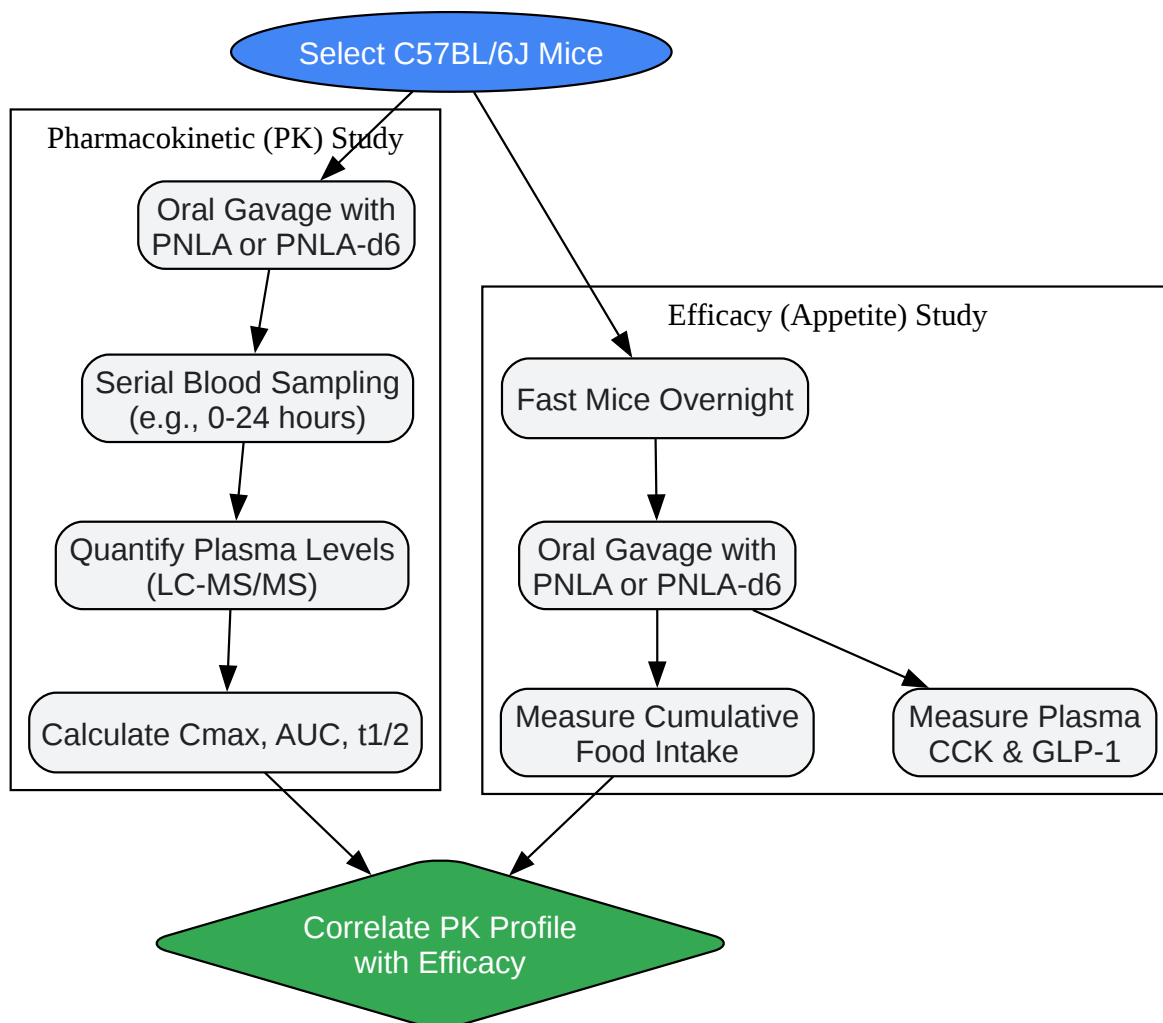 Select C57BL/6J Mice
Pharmacokinetic (PK) Study
Oral Gavage with
PNLA or PNLA-d6
Serial Blood Sampling
(e.g., 0-24 hours)
Quantify Plasma Levels
(LC-MS/MS)
Calculate Cmax, AUC, t1/2
Efficacy (Appetite) Study
Fast Mice Overnight
Oral Gavage with
PNLA or PNLA-d6
Measure Cumulative
Food Intake
Measure Plasma
CCK & GLP-1
Correlate PK Profile
with Efficacy